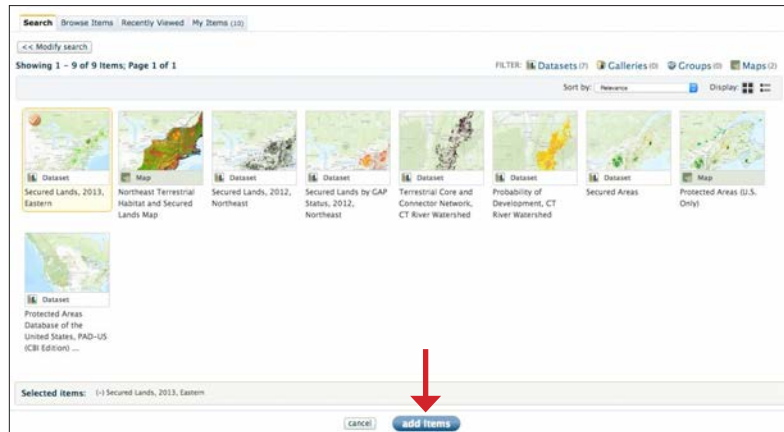 Search Browse Items Recently Viewed My Items (10)
<< Modify search
Showing 1 - 9 of 9 Items; Page 1 of 1
FILTER: Datasets (7) Galleries (0) Groups (0) Maps (2)
Sort by: Relevance Display:
Dataset
Secured Lands, 2013,
Eastern
Map
Northeast Terrestrial
Habitat and Secured
Lands Map
Dataset
Secured Lands, 2012,
Northeast
Dataset
Secured Lands by GAP
Status, 2012,
Northeast
Dataset
Terrestrial Core and
Connector Network,
CT River Watershed
Dataset
Probability of
Development, CT
River Watershed
Dataset
Secured Areas
Map
Protected Areas (U.S.
Only)
Dataset
Protected Areas
Database of the
United States, PAD-US
(CBI Edition) ...
Selected items: (-) Secured Lands, 2013, Eastern
cancel add items